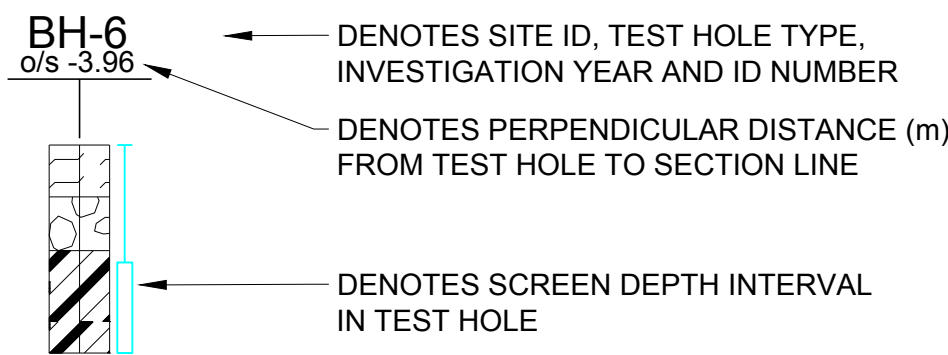 BH-6
o/s -3.96
DENOTES SITE ID, TEST HOLE TYPE,
INVESTIGATION YEAR AND ID NUMBER
DENOTES PERPENDICULAR DISTANCE (m)
FROM TEST HOLE TO SECTION LINE
DENOTES SCREEN DEPTH INTERVAL
IN TEST HOLE